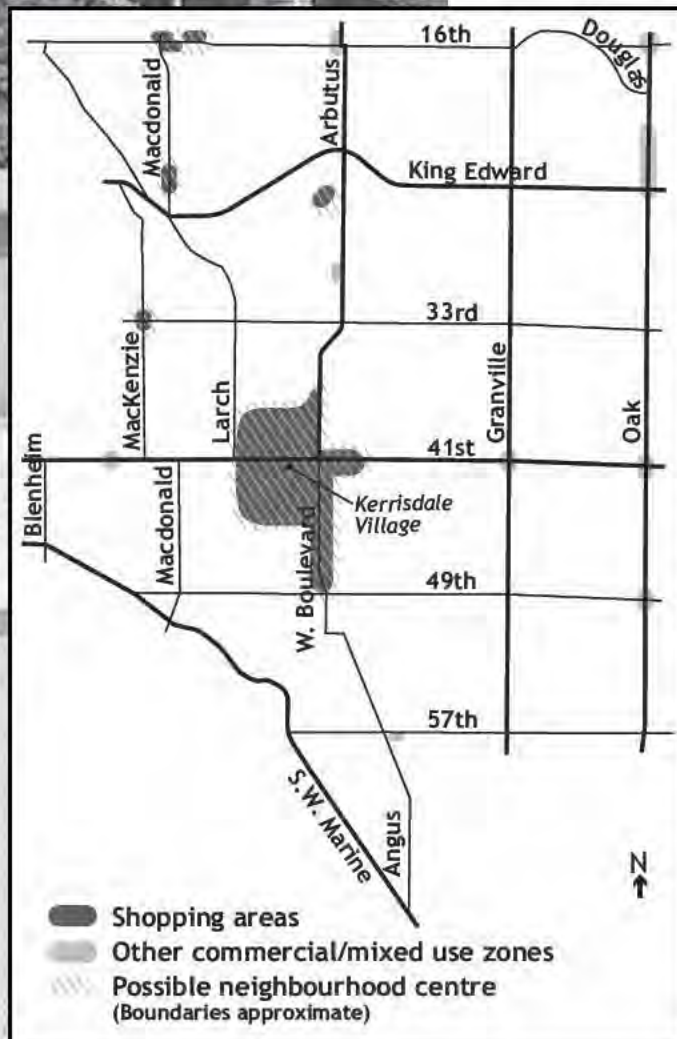 16th
Douglas
Macdonald
Arbutus
King Edward
33rd
MacKenzie
Larch
Granville
Oak
41st
Blenheim
Kerrisdale
Village
Macdonald
W. Boulevard
49th
57th
S.W. Marine
Angus
N
Shopping areas
Other commercial/mixed use zones
Possible neighbourhood centre
(Boundaries approximate)